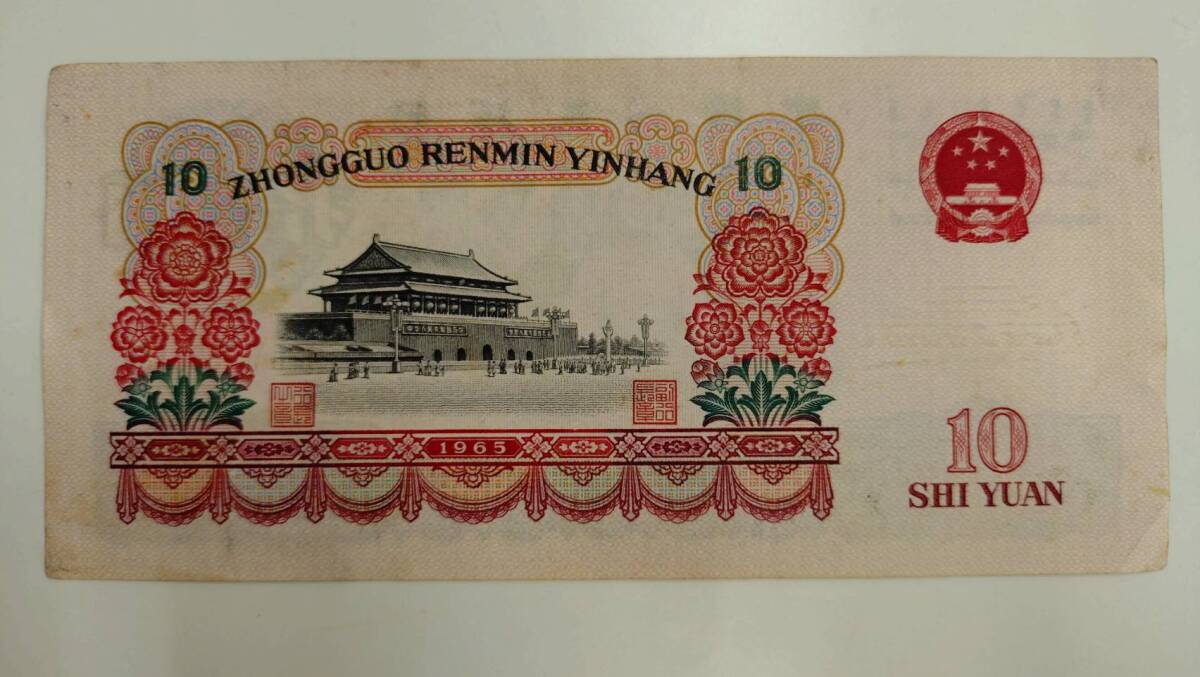 10 ZHONGGUO RENMIN YINHANG 10
1965
10
SHI YUAN